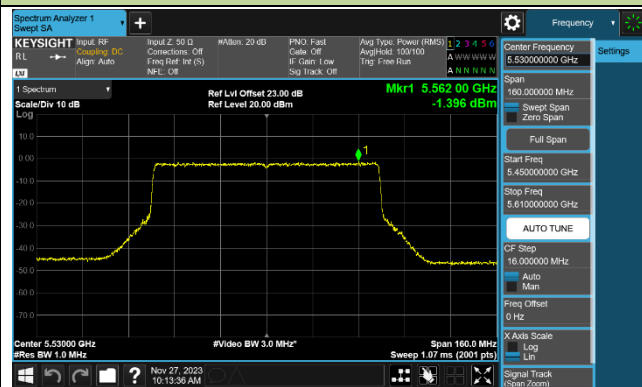 Spectrum Analyzer 1
Swept SA
Frequency
KEYSIGHT
RL
LXI
Input: RF
Coupling: DC
Align: Auto
Input Z: 50 Ω
Corrections: Off
Freq Ref: Int (S)
NFE: Off
#Atten: 20 dB
PNO: Fast
Gate: Off
IF Gain: Low
Sig Track: Off
Avg Type: Power (RMS)
Avg|Hold: 100/100
Trig: Free Run
1 2 3 4 5 6
A W W W W W
A N N N N N
1 Spectrum
Scale/Div 10 dB
Log
Ref Lvl Offset 23.00 dB
Ref Level 20.00 dBm
Mkr1 5.562 00 GHz
-1.396 dBm
10.0
0.00
-10.0
-20.0
-30.0
-40.0
-50.0
-60.0
-70.0
1
Center 5.53000 GHz
#Res BW 1.0 MHz
#Video BW 3.0 MHz*
Span 160.0 MHz
Sweep 1.07 ms (2001 pts)
Nov 27, 2023
10:13:36 AM
Center Frequency
5.530000000 GHz
Settings
Span
160.000000 MHz
Swept Span
Zero Span
Full Span
Start Freq
5.450000000 GHz
Stop Freq
5.610000000 GHz
AUTO TUNE
CF Step
16.000000 MHz
Auto
Man
Freq Offset
0 Hz
X Axis Scale
Log
Lin
Signal Track
(Span Zoom)